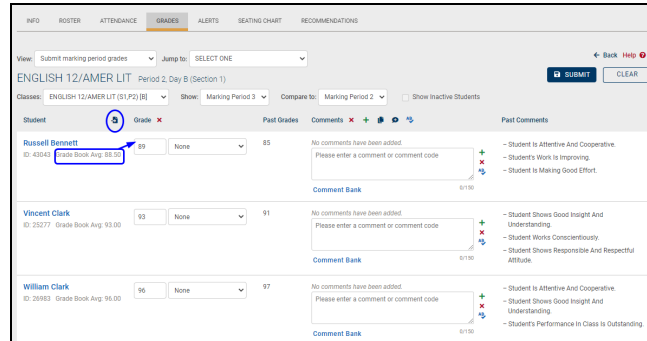 INFO ROSTER ATTENDANCE GRADES ALERTS SEATING CHART RECOMMENDATIONS
View: Submit marking period grades Jump to: SELECT ONE Back Help
ENGLISH 12/AMER LIT Period 2, Day B (Section 1) SUBMIT CLEAR
Classes: ENGLISH 12/AMER LIT (S1,P2) [B] Show: Marking Period 3 Compare to: Marking Period 2 Show Inactive Students
Student Grade Past Grades Comments Past Comments
Russell Bennett 89 None 85 No comments have been added. – Student Is Attentive And Cooperative.
ID: 43043 Grade Book Avg: 88.50 Please enter a comment or comment code – Student's Work Is Improving.
– Student Is Making Good Effort.
Comment Bank 0/150
Vincent Clark 93 None 91 No comments have been added. – Student Shows Good Insight And
ID: 25277 Grade Book Avg: 93.00 Please enter a comment or comment code Understanding.
– Student Works Conscientiously.
– Student Shows Responsible And Respectful
Comment Bank 0/150 Attitude.
William Clark 96 None 97 No comments have been added. – Student Is Attentive And Cooperative.
ID: 26983 Grade Book Avg: 96.00 Please enter a comment or comment code – Student Shows Good Insight And
Understanding.
– Student's Performance In Class Is Outstanding.
Comment Bank 0/150